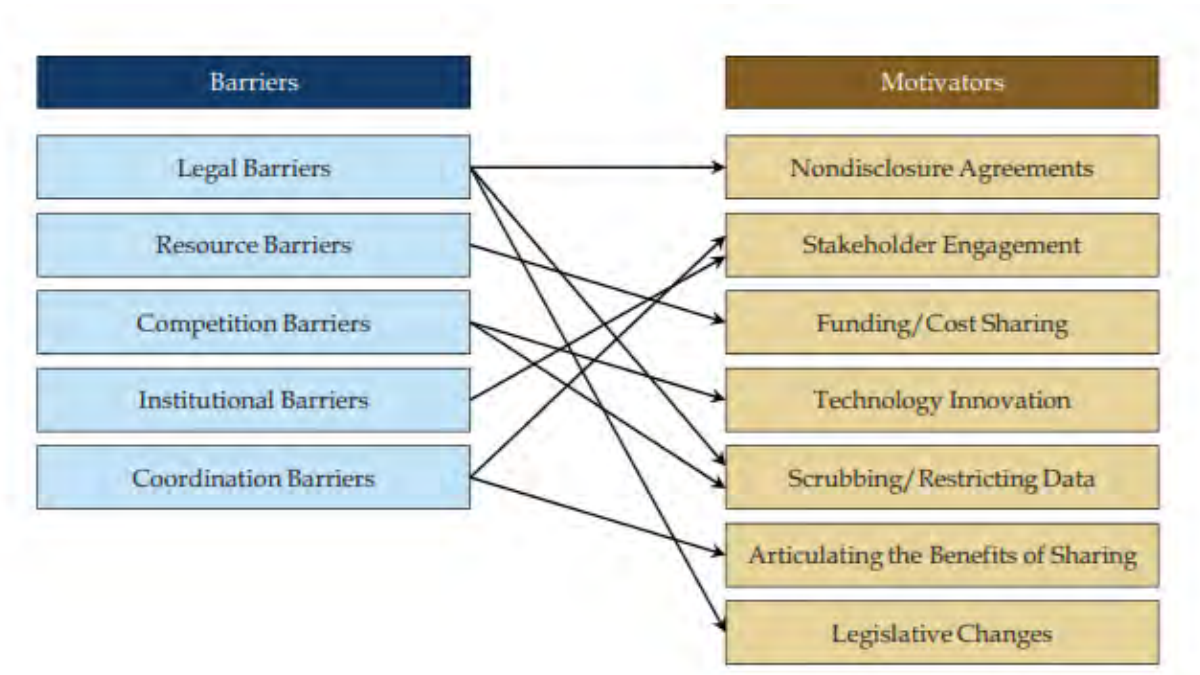 Barriers
Motivators
Legal Barriers
Nondisclosure Agreements
Resource Barriers
Stakeholder Engagement
Competition Barriers
Funding/Cost Sharing
Institutional Barriers
Technology Innovation
Coordination Barriers
Scrubbing/Restricting Data
Articulating the Benefits of Sharing
Legislative Changes